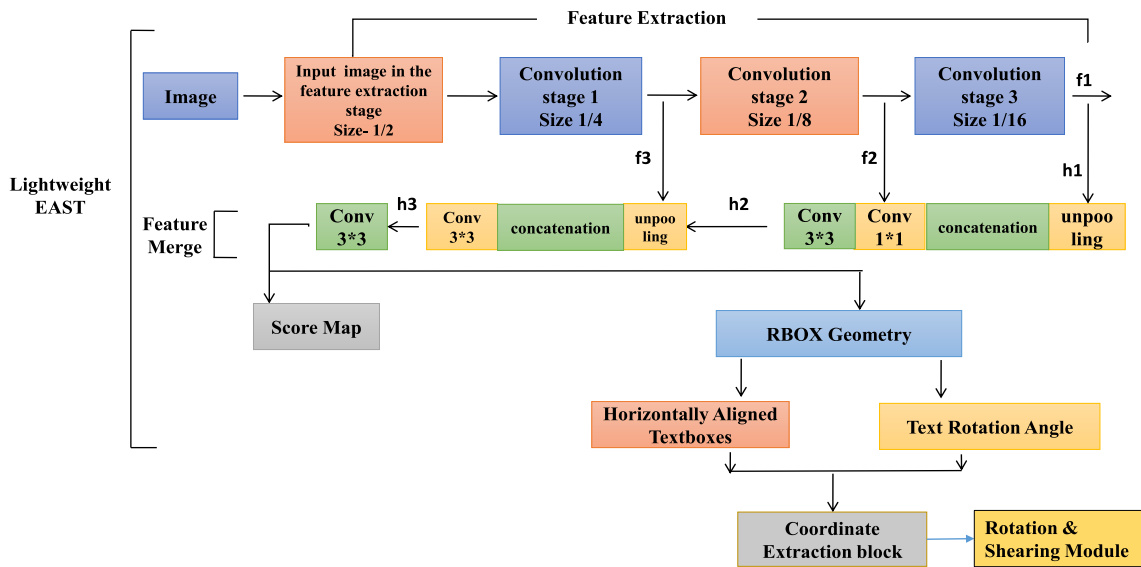 Feature Extraction
Image
Input image in the
feature extraction
stage
Size- 1/2
Convolution
stage 1
Size 1/4
Convolution
stage 2
Size 1/8
Convolution
stage 3
Size 1/16
f1
f3
f2
h1
Lightweight
EAST
Feature
Merge
Conv
3*3
h3
Conv
3*3
concatenation
unpoo
ling
h2
Conv
3*3
Conv
1*1
concatenation
unpoo
ling
Score Map
RBOX Geometry
Horizontally Aligned
Textboxes
Text Rotation Angle
Coordinate
Extraction block
Rotation &
Shearing Module